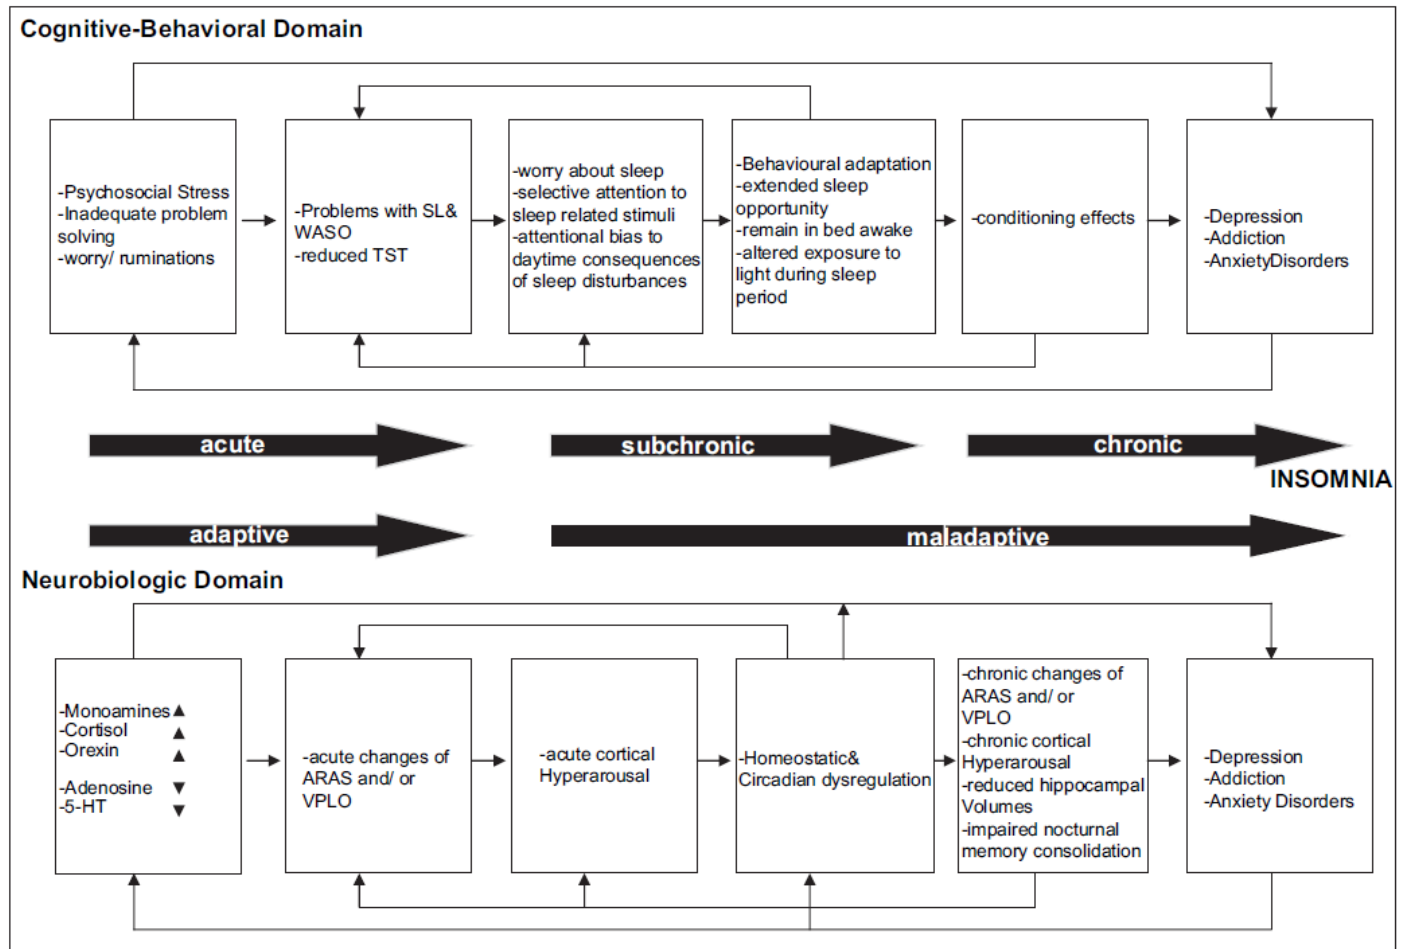 Cognitive-Behavioral Domain
-Psychosocial Stress
-Inadequate problem
solving
-worry/ ruminations
-Problems with SL&
WASO
-reduced TST
-worry about sleep
-selective attention to
sleep related stimuli
-attentional bias to
daytime consequences
of sleep disturbances
-Behavioural adaptation
-extended sleep
opportunity
-remain in bed awake
-altered exposure to
light during sleep
period
-conditioning effects
-Depression
-Addiction
-AnxietyDisorders
acute
subchronic
chronic
INSOMNIA
adaptive
maladaptive
Neurobiologic Domain
-Monoamines ▲
-Cortisol ▲
-Orexin ▲
-Adenosine ▼
-5-HT ▼
-acute changes of
ARAS and/ or
VPLO
-acute cortical
Hyperarousal
-Homeostatic&
Circadian dysregulation
-chronic changes of
ARAS and/ or
VPLO
-chronic cortical
Hyperarousal
-reduced hippocampal
Volumes
-impaired nocturnal
memory consolidation
-Depression
-Addiction
-Anxiety Disorders